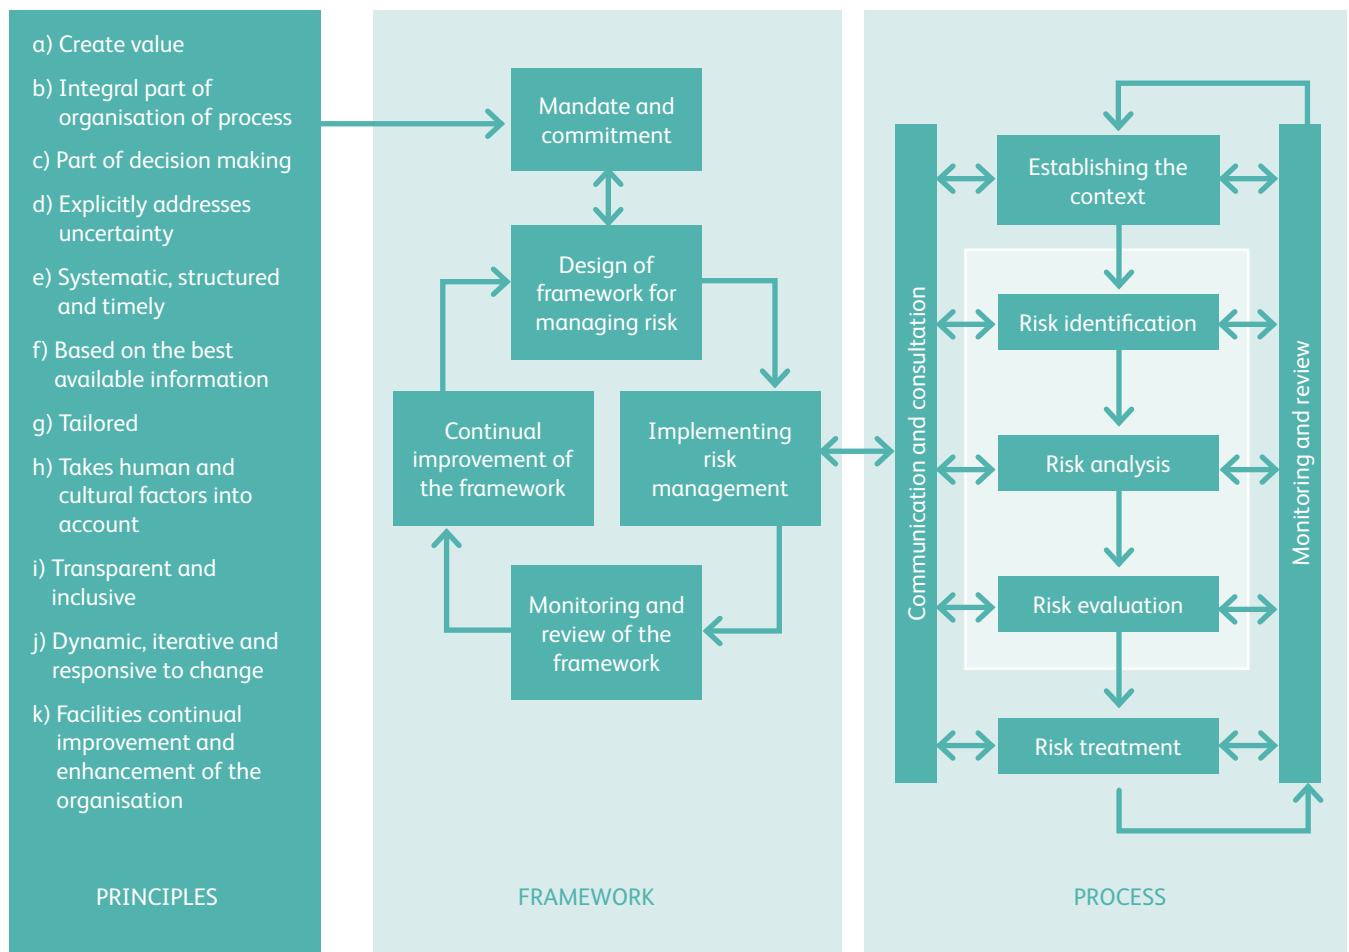 a) Create value
b) Integral part of
organisation of process
c) Part of decision making
d) Explicitly addresses
uncertainty
e) Systematic, structured
and timely
f) Based on the best
available information
g) Tailored
h) Takes human and
cultural factors into
account
i) Transparent and
inclusive
j) Dynamic, iterative and
responsive to change
k) Facilities continual
improvement and
enhancement of the
organisation
PRINCIPLES
Mandate and
commitment
Design of
framework for
managing risk
Continual
improvement of
the framework
Implementing
risk
management
Monitoring and
review of the
framework
FRAMEWORK
Communication and consultation
Establishing the
context
Risk identification
Risk analysis
Risk evaluation
Risk treatment
Monitoring and review
PROCESS